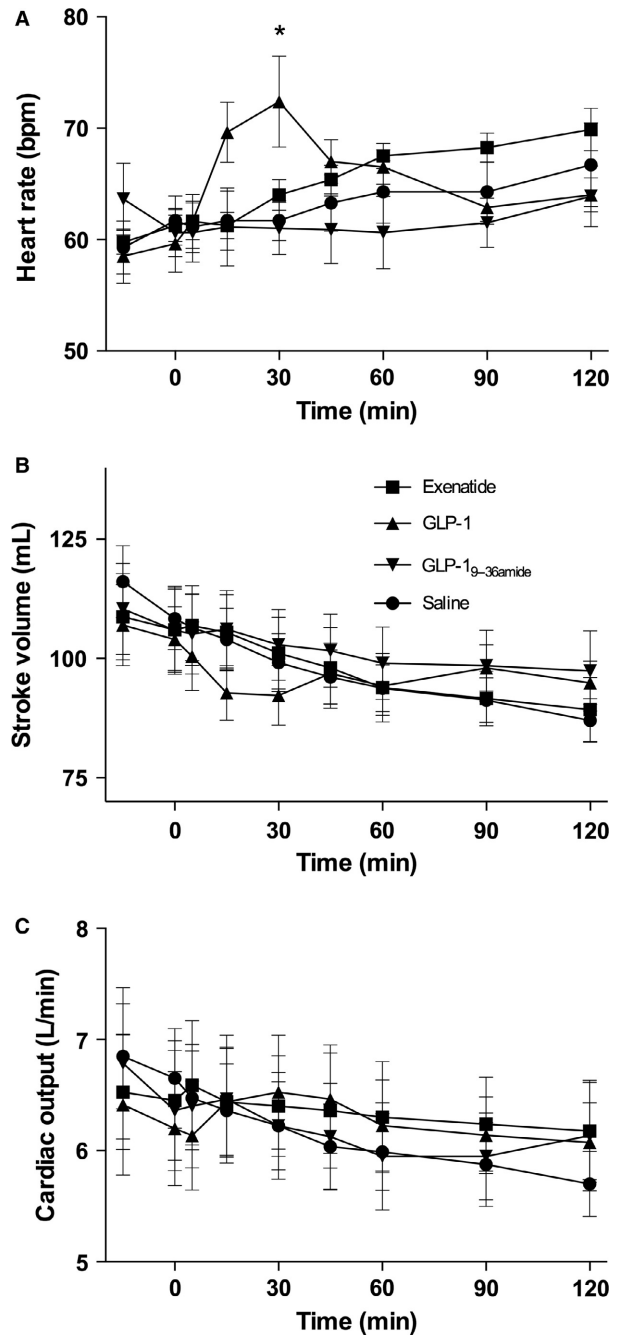 A
*
80
70
60
50
Heart rate (bpm)
0 30 60 90 120
Time (min)
B
Exenatide
GLP-1
GLP-1₉₋₃₆amide
Saline
125
100
75
Stroke volume (mL)
0 30 60 90 120
Time (min)
C
8
7
6
5
Cardiac output (L/min)
0 30 60 90 120
Time (min)